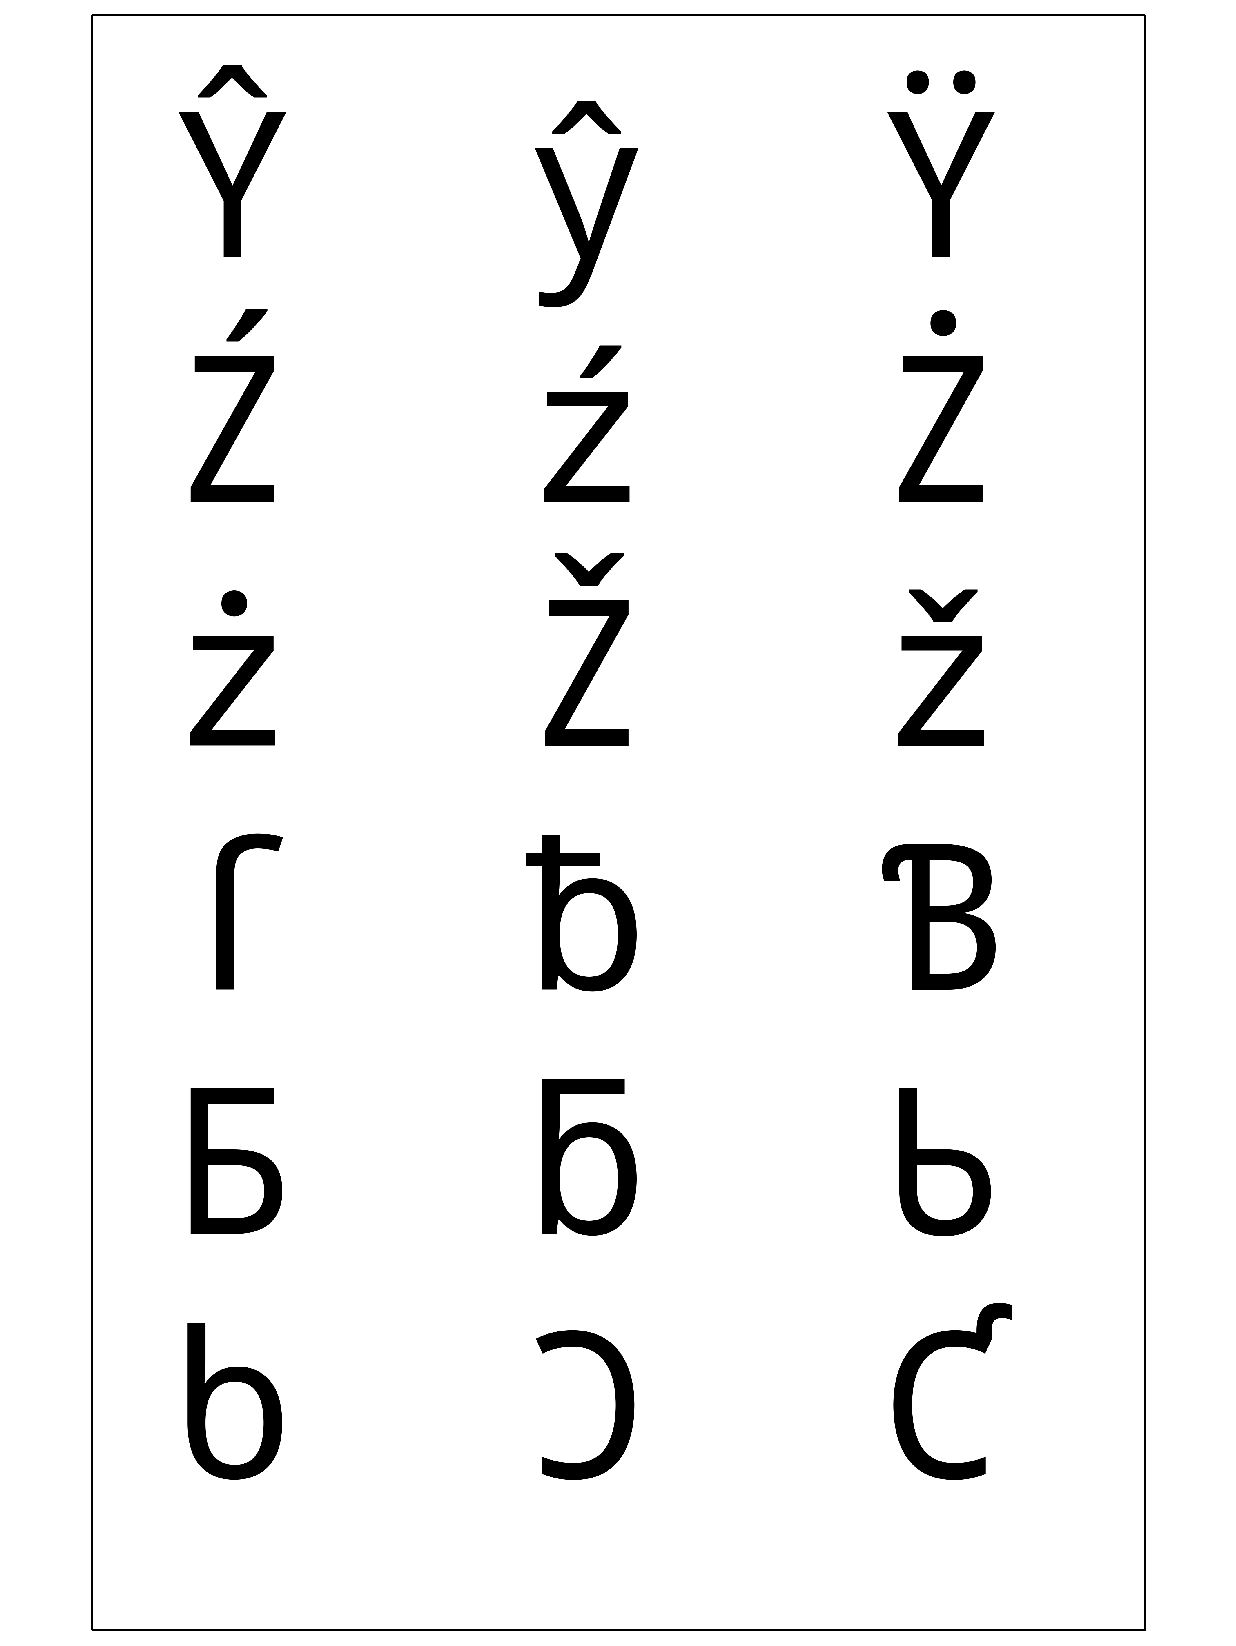 Ŷ ŷ Ÿ
Ź ź Ż
ż Ž ž
ſ ƀ Ɓ
Ƃ ƃ Ƅ
ƅ Ɔ Ƈ